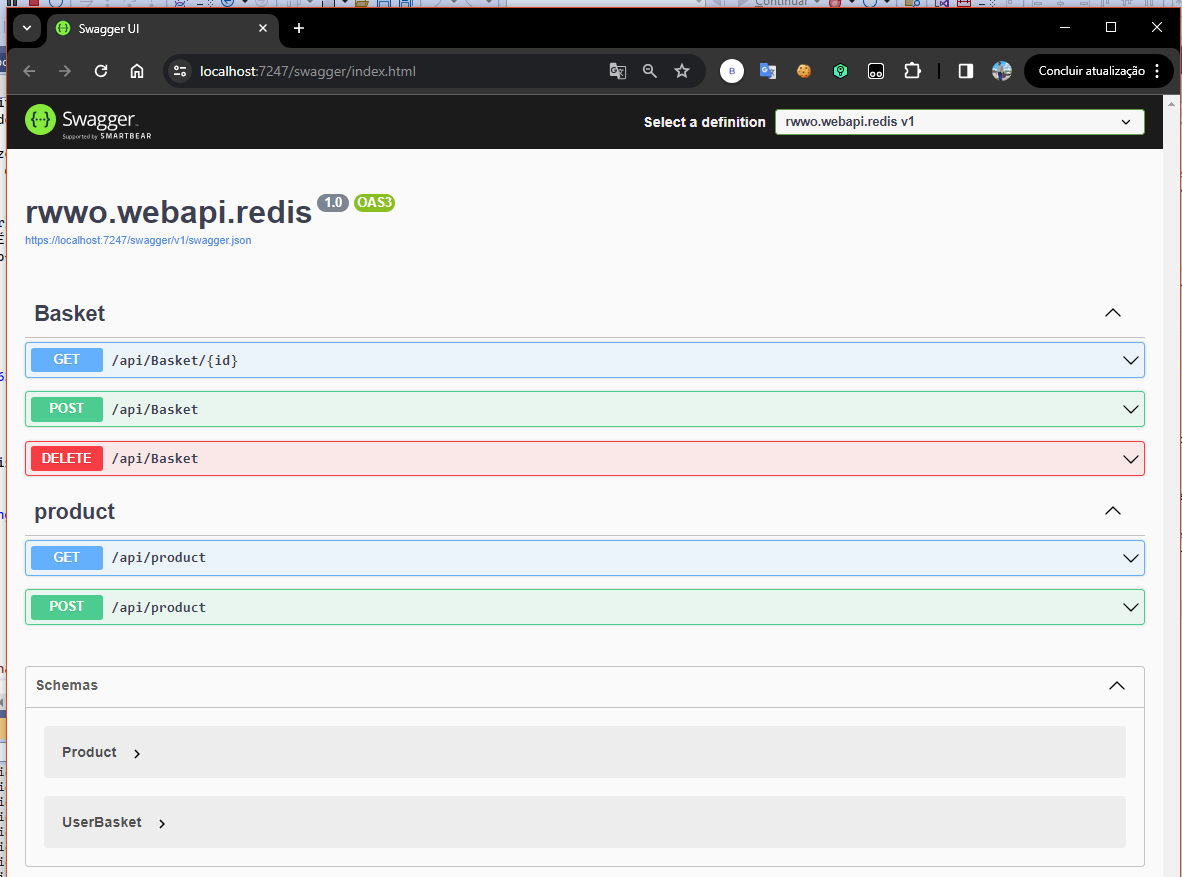 Continuar
Swagger UI
localhost:7247/swagger/index.html
B
Concluir atualização
Swagger
Supported by SMARTBEAR
Select a definition
rwwo.webapi.redis v1
rwwo.webapi.redis 1.0 OAS3
https://localhost:7247/swagger/v1/swagger.json
Basket
GET /api/Basket/{id}
POST /api/Basket
DELETE /api/Basket
product
GET /api/product
POST /api/product
Schemas
Product
UserBasket